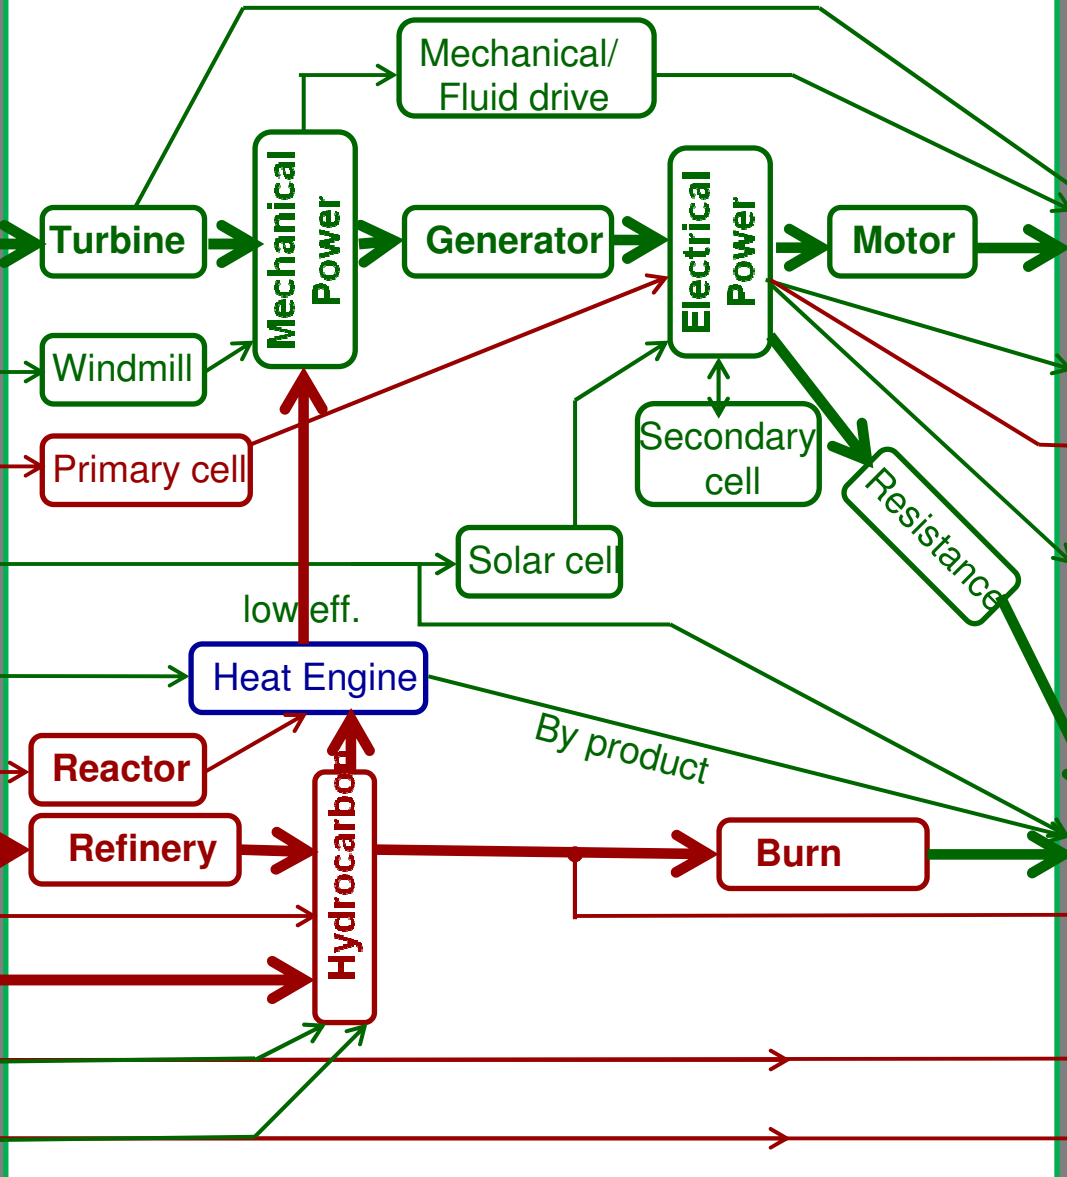 Mechanical/
Fluid drive
Mechanical
Power
Electrical
Power
Turbine
Generator
Motor
Windmill
Primary cell
Secondary
cell
Resistance
Solar cell
low eff.
Heat Engine
By product
Reactor
Refinery
Hydrocarbon
Burn